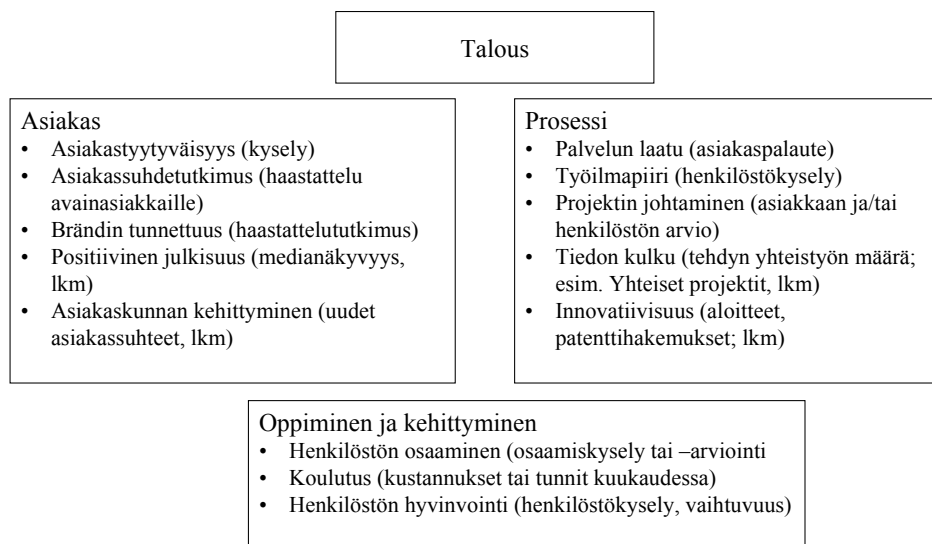 Talous
Asiakas
• Asiakastyytyväisyys (kysely)
• Asiakassuhdetutkimus (haastattelu
avainasiakkaille)
• Brändin tunnettuus (haastattelututkimus)
• Positiivinen julkisuus (medianäkyvyys,
lkm)
• Asiakaskunnan kehittyminen (uudet
asiakassuhteet, lkm)
Prosessi
• Palvelun laatu (asiakaspalaute)
• Työilmapiiri (henkilöstökysely)
• Projektin johtaminen (asiakkaan ja/tai
henkilöstön arvio)
• Tiedon kulku (tehdyn yhteistyön määrä;
esim. Yhteiset projektit, lkm)
• Innovatiivisuus (aloitteet,
patenttihakemukset; lkm)
Oppiminen ja kehittyminen
• Henkilöstön osaaminen (osaamiskysely tai –arviointi
• Koulutus (kustannukset tai tunnit kuukaudessa)
• Henkilöstön hyvinvointi (henkilöstökysely, vaihtuvuus)